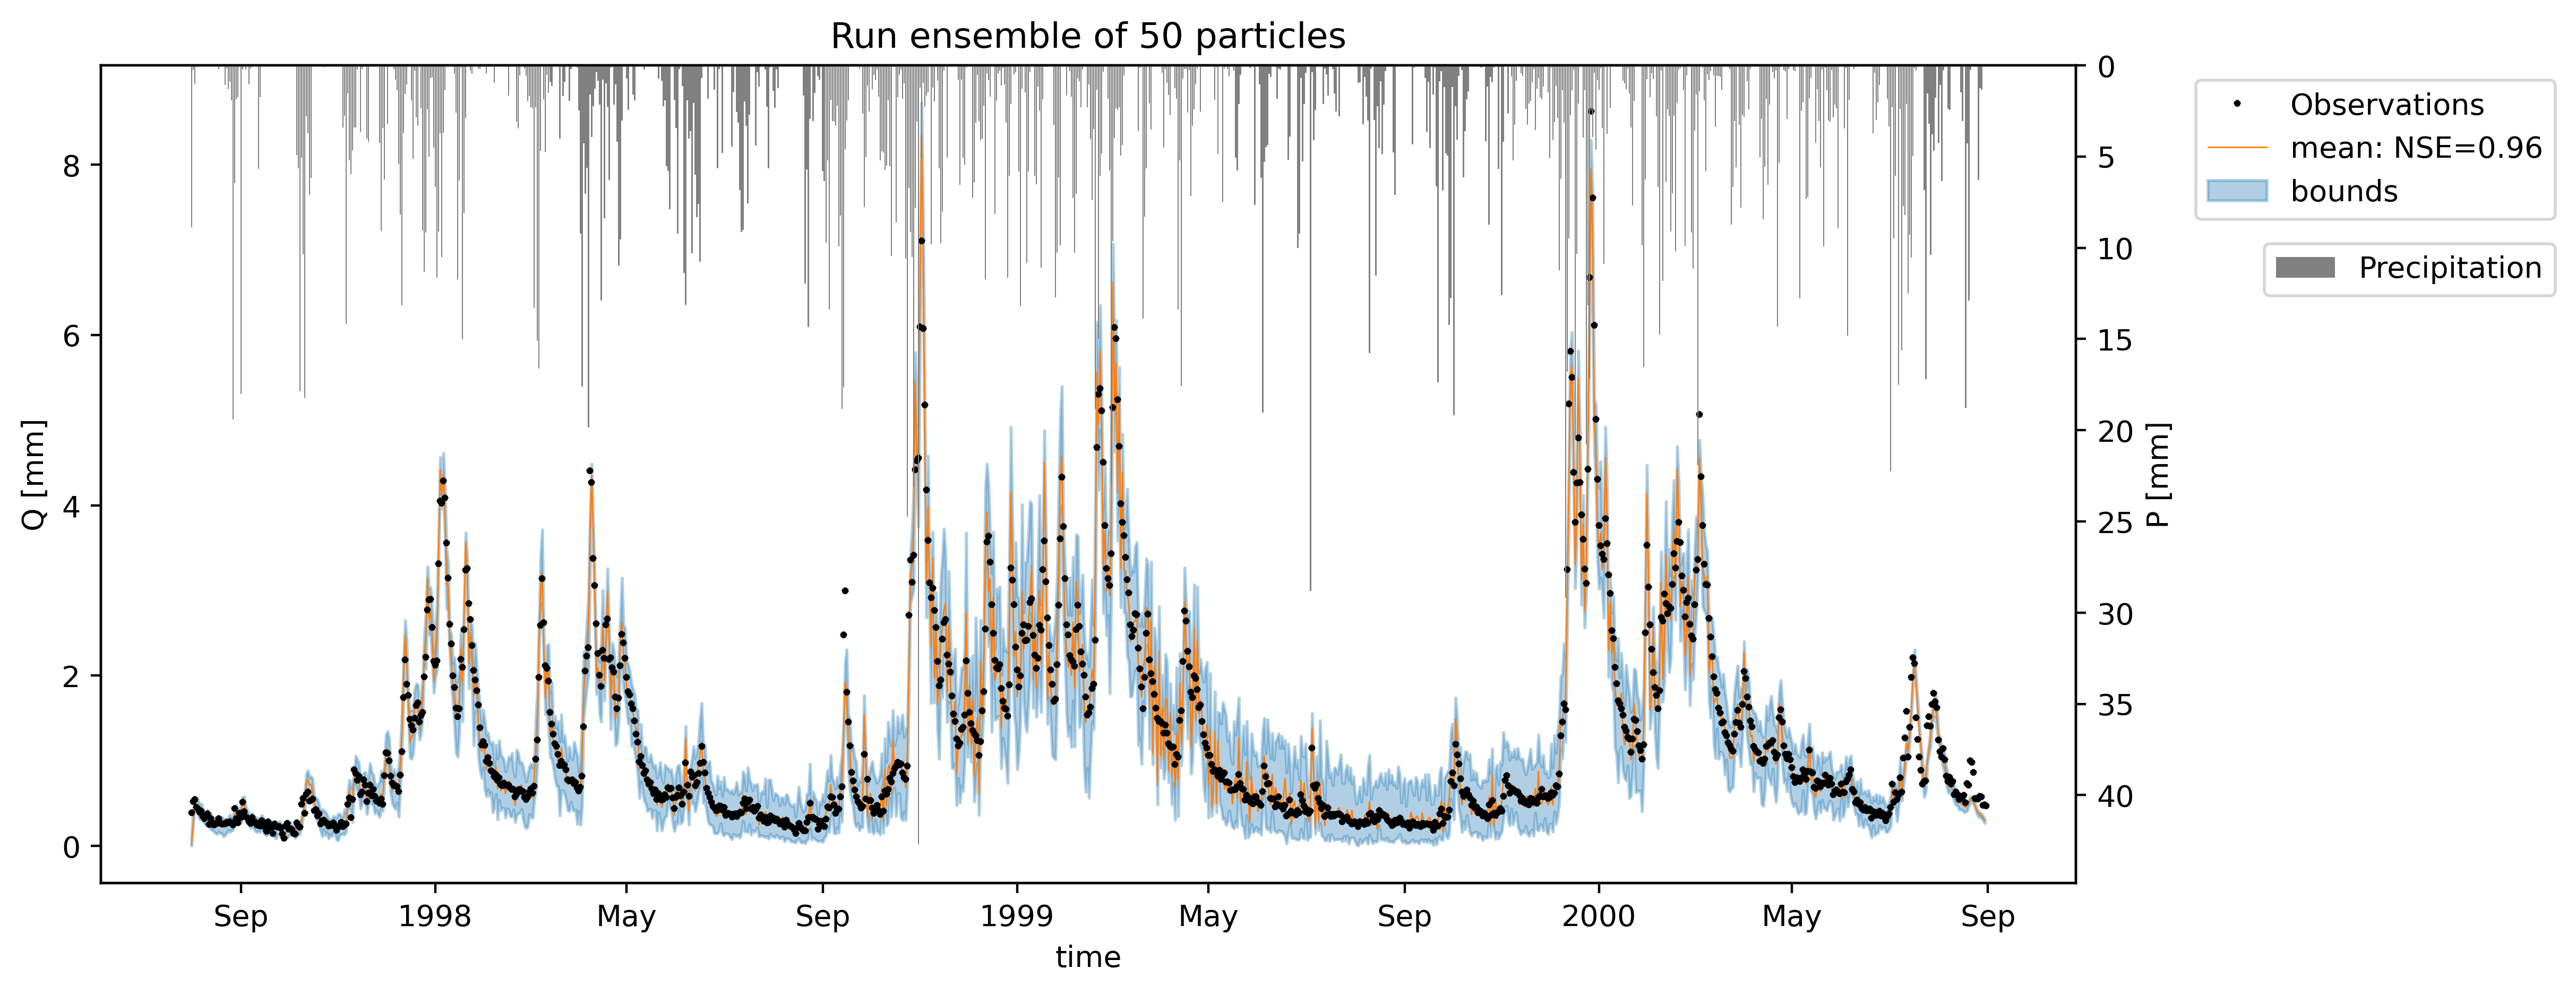 Run ensemble of 50 particles
Q [mm]
8
6
4
2
0
0
5
10
15
20
25
30
35
40
P [mm]
Sep 1998 May Sep 1999 May Sep 2000 May Sep
time
Observations
mean: NSE=0.96
bounds
Precipitation